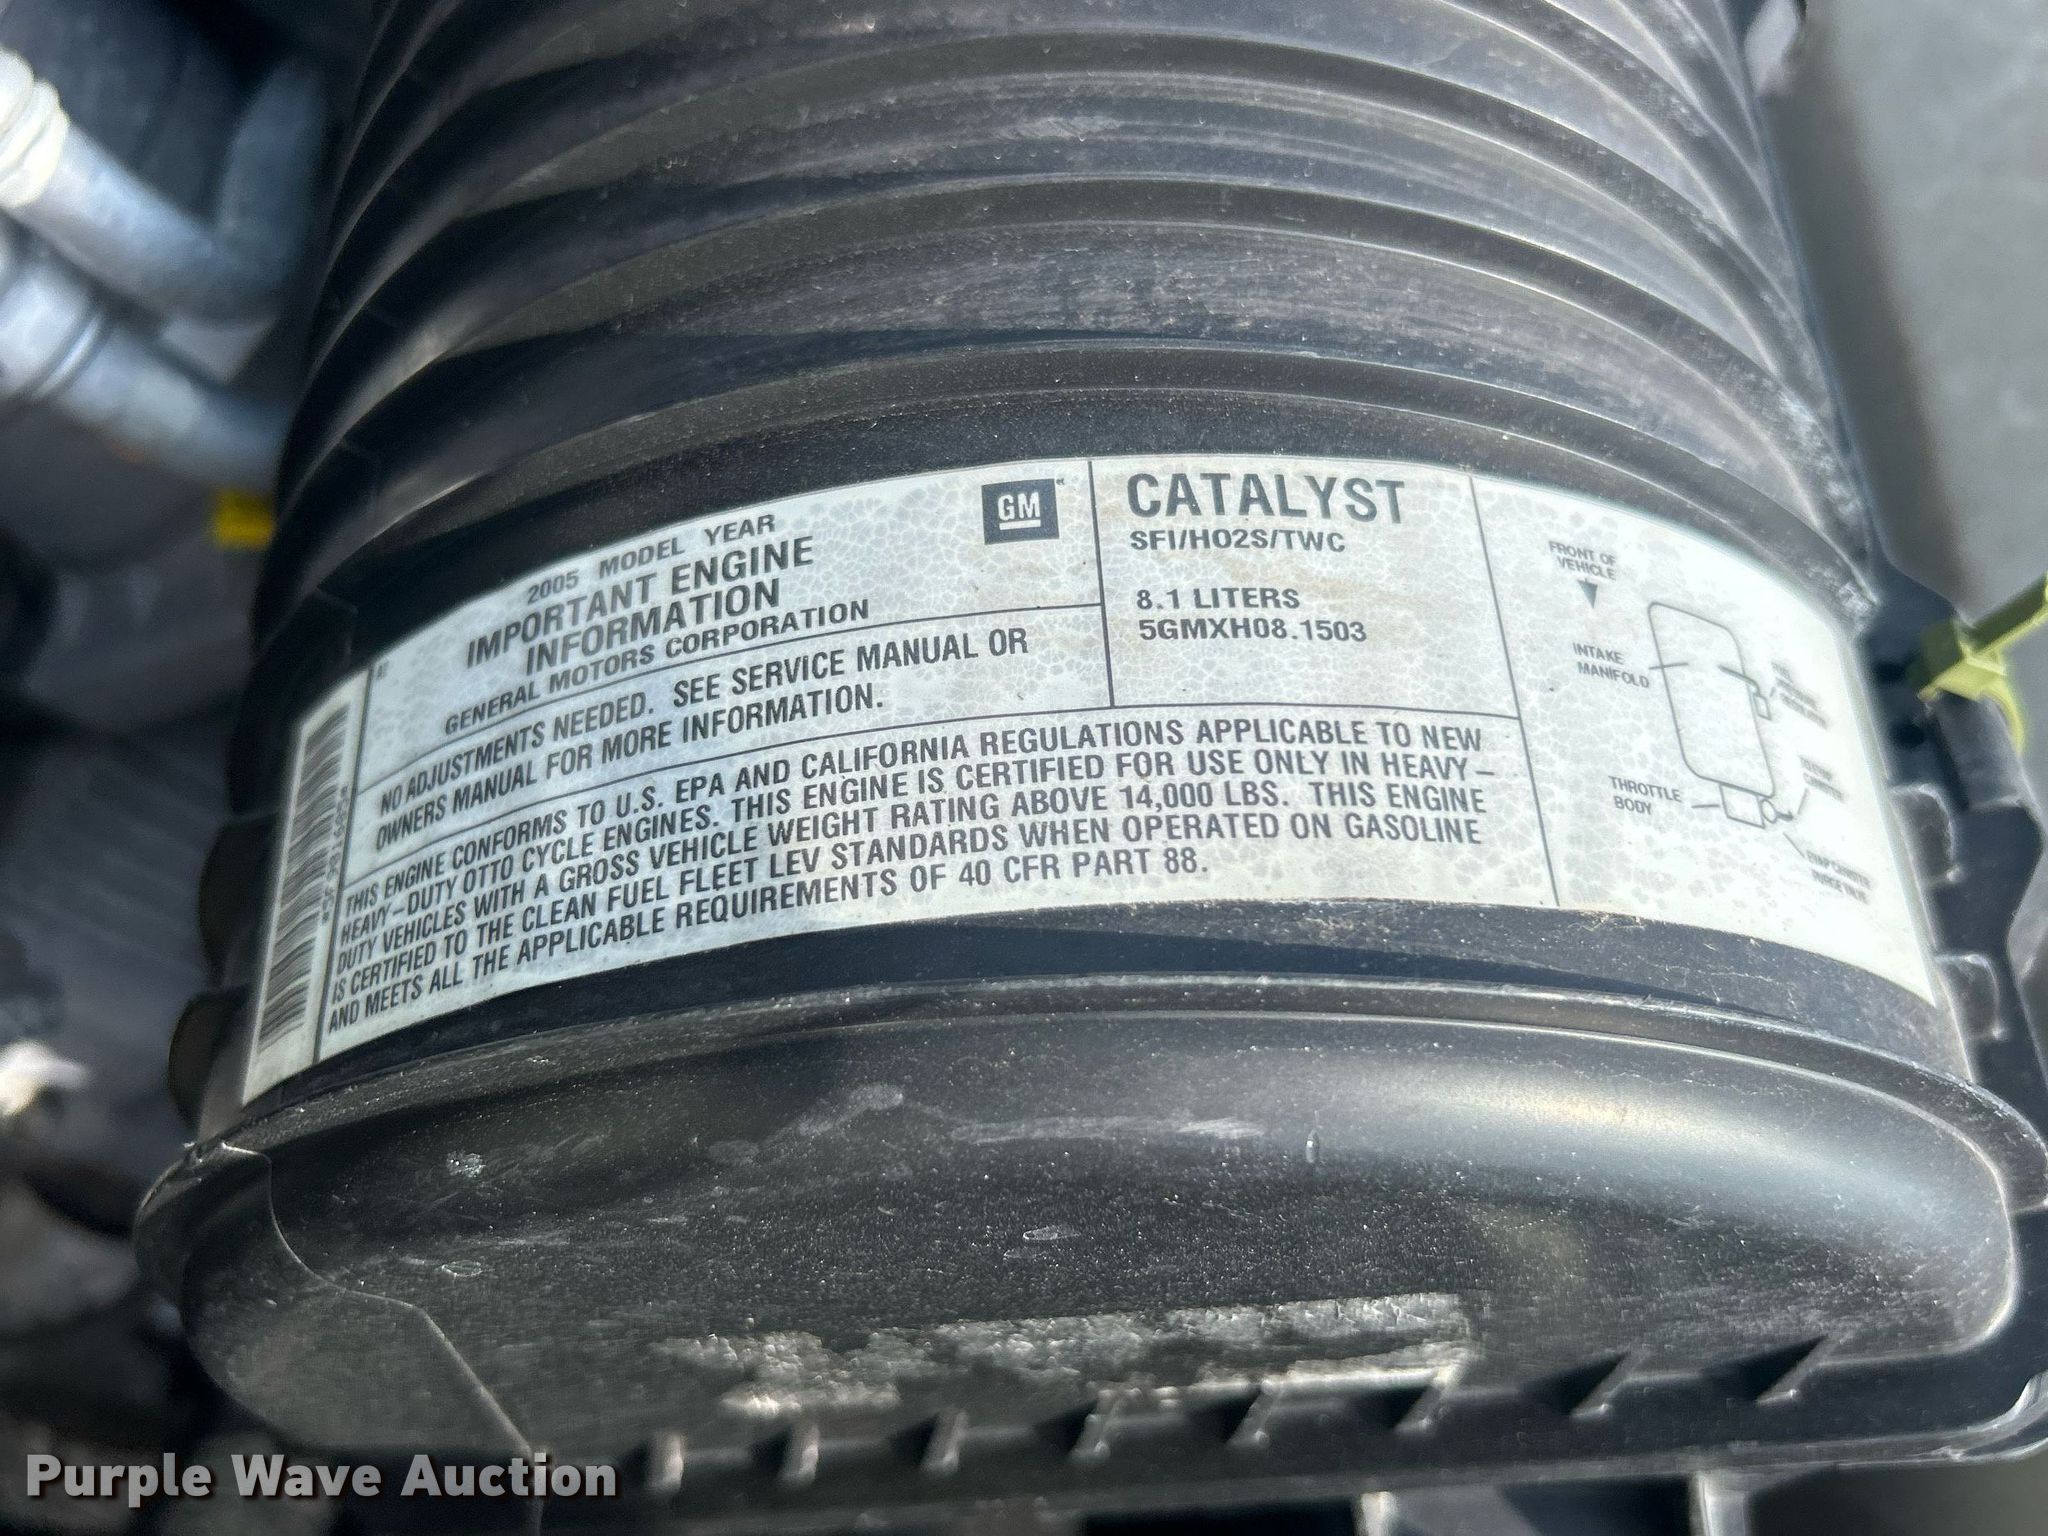 2005 MODEL YEAR
IMPORTANT ENGINE
INFORMATION
GENERAL MOTORS CORPORATION
GM
NO ADJUSTMENTS NEEDED. SEE SERVICE MANUAL OR
OWNERS MANUAL FOR MORE INFORMATION.
CATALYST
SFI/HO2S/TWC
8.1 LITERS
5GMXH08.1503
THIS ENGINE CONFORMS TO U.S. EPA AND CALIFORNIA REGULATIONS APPLICABLE TO NEW
HEAVY-DUTY OTTO CYCLE ENGINES. THIS ENGINE IS CERTIFIED FOR USE ONLY IN HEAVY-
DUTY VEHICLES WITH A GROSS VEHICLE WEIGHT RATING ABOVE 14,000 LBS. THIS ENGINE
IS CERTIFIED TO THE CLEAN FUEL FLEET LEV STANDARDS WHEN OPERATED ON GASOLINE
AND MEETS ALL THE APPLICABLE REQUIREMENTS OF 40 CFR PART 88.
FRONT OF
VEHICLE
INTAKE
MANIFOLD
THROTTLE
BODY
Purple Wave Auction